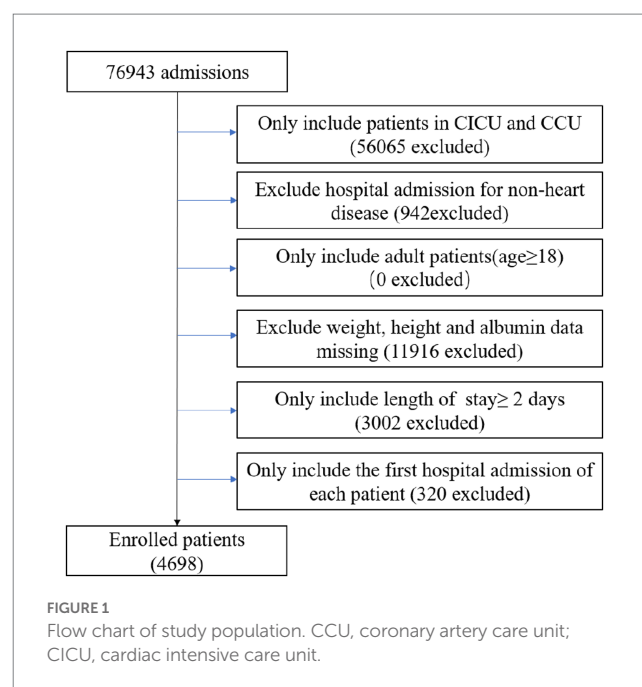 76943 admissions
Only include patients in CICU and CCU
(56065 excluded)
Exclude hospital admission for non-heart
disease (942excluded)
Only include adult patients(age≥18)
(0 excluded)
Exclude weight, height and albumin data
missing (11916 excluded)
Only include length of stay≥ 2 days
(3002 excluded)
Only include the first hospital admission of
each patient (320 excluded)
Enrolled patients
(4698)
FIGURE 1
Flow chart of study population. CCU, coronary artery care unit;
CICU, cardiac intensive care unit.